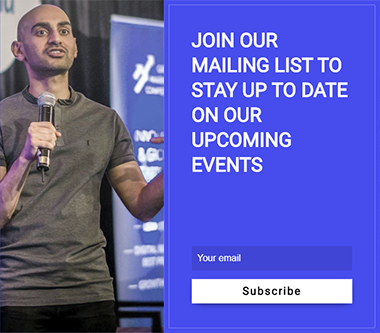 JOIN OUR
MAILING LIST TO
STAY UP TO DATE
ON OUR
UPCOMING
EVENTS
Your email
Subscribe